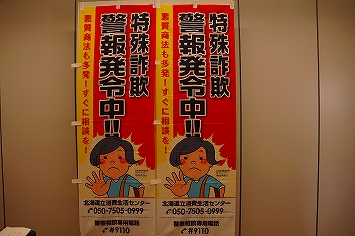 特殊詐欺
警報発令中!!
悪質商法も多発!すぐに相談を!
北海道立消費生活センター
050-7505-0999
警察相談専用電話
#9110
特殊詐欺
警報発令中!!
悪質商法も多発!すぐに相談を!
北海道立消費生活センター
050-7505-0999
警察相談専用電話
#9110